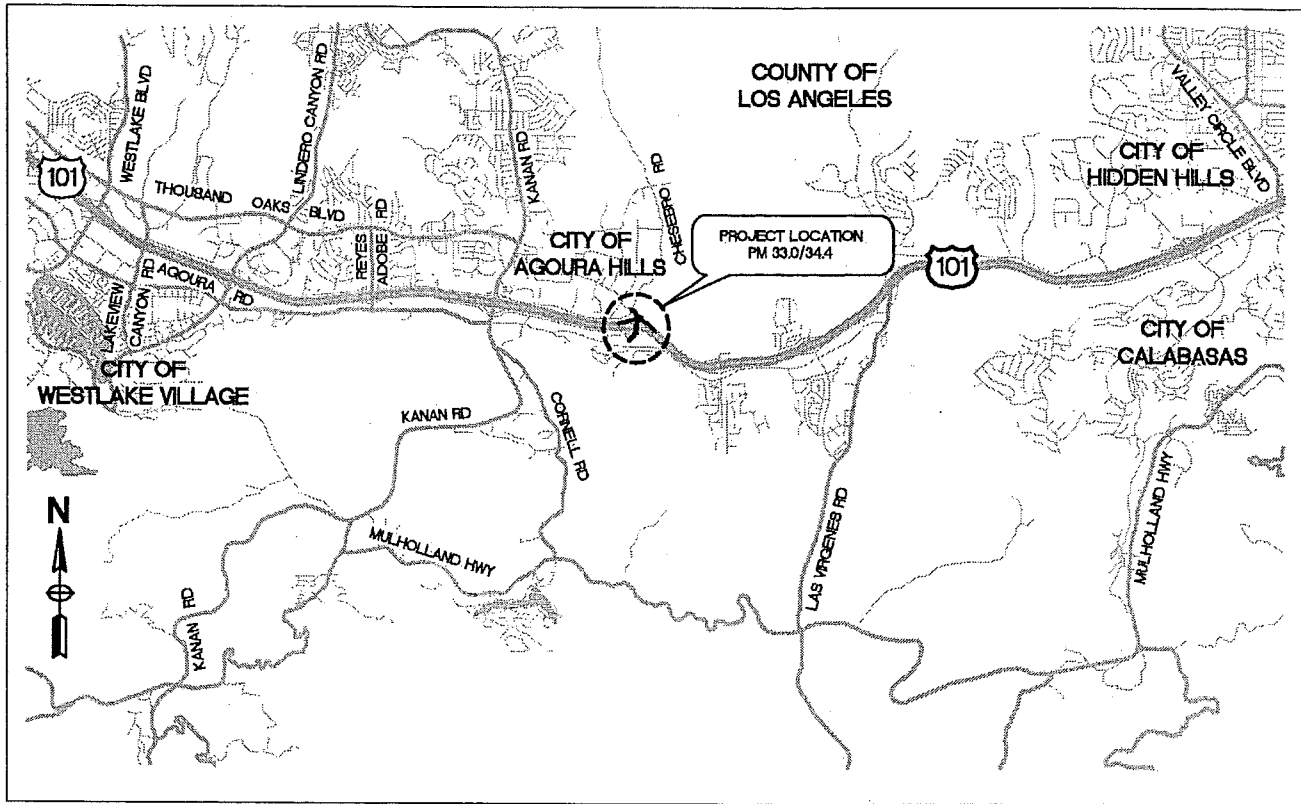 COUNTY OF
LOS ANGELES
VALLEY CIRCLE BLVD
CITY OF
HIDDEN HILLS
WESTLAKE BLVD
LINDERO CANYON RD
KANAN RD
CHESEBRO RD
101
THOUSAND OAKS BLVD
REYES
ADOBE RD
CITY OF
AGOURA HILLS
PROJECT LOCATION
PM 33.0/34.4
101
AGOURA RD
LAKEVIEW
CANYON RD
CITY OF
WESTLAKE VILLAGE
CITY OF
CALABASAS
KANAN RD
CORNELL RD
N
MULHOLLAND HWY
LAS VIRGENES RD
MULHOLLAND HWY
KANAN RD